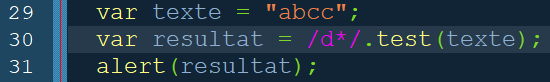 29 var texte = "abcc";
30 var resultat = /d*/.test(texte);
31 alert(resultat);